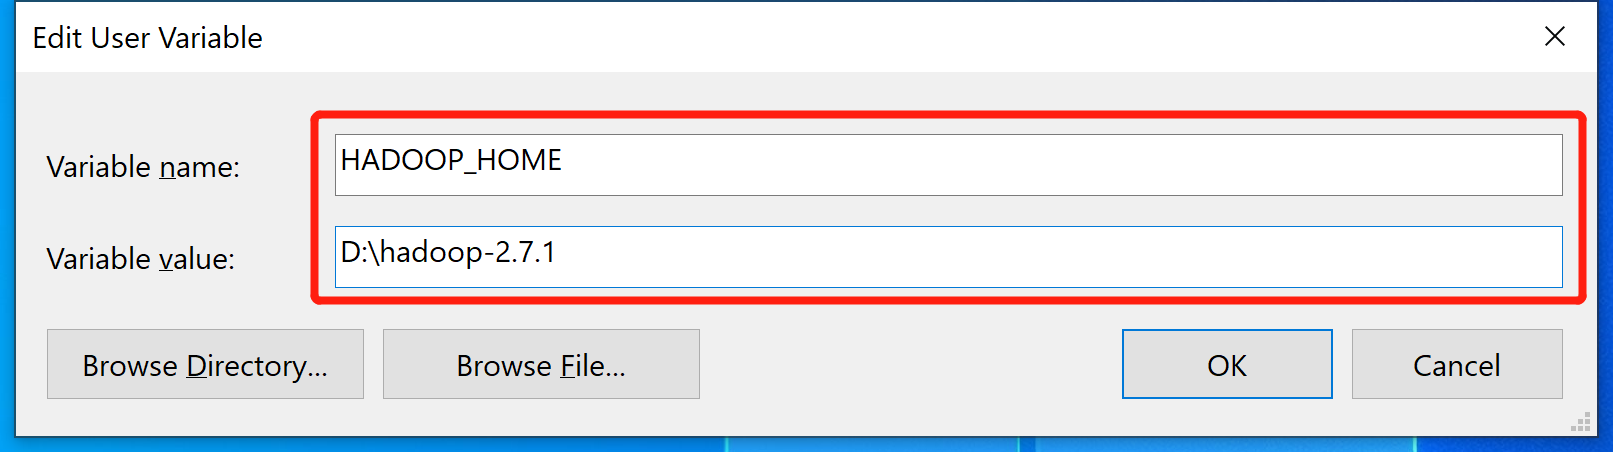 Edit User Variable
Variable name:
HADOOP_HOME
Variable value:
D:\hadoop-2.7.1
Browse Directory...
Browse File...
OK
Cancel